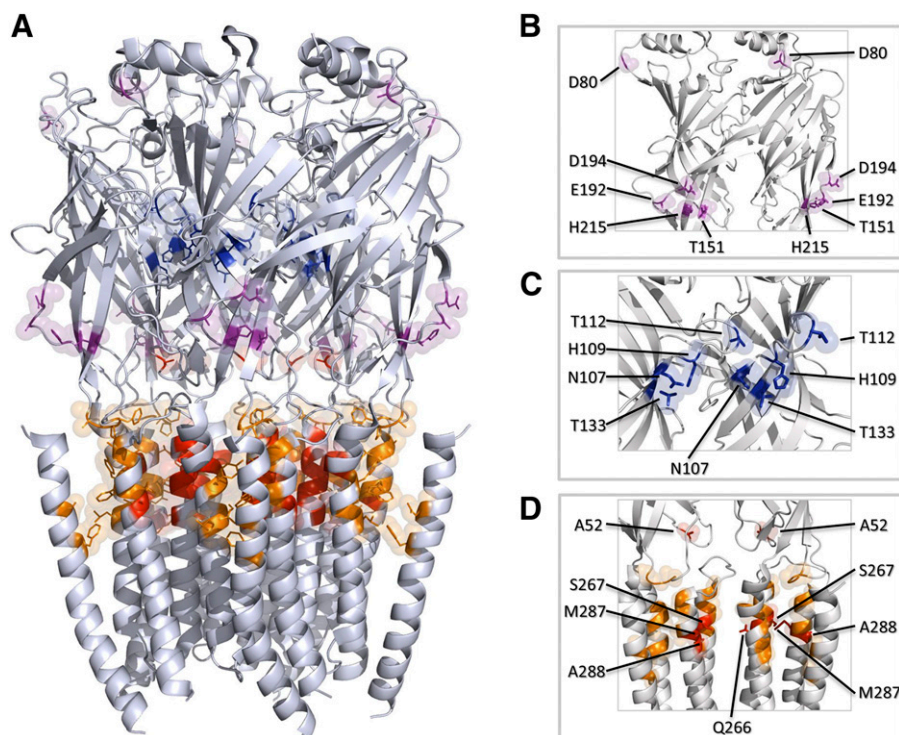 A
B
D80
D80
D194
D194
E192
E192
H215
T151
T151
H215
C
T112
T112
H109
H109
N107
T133
T133
N107
D
A52
A52
S267
S267
M287
A288
A288
M287
Q266